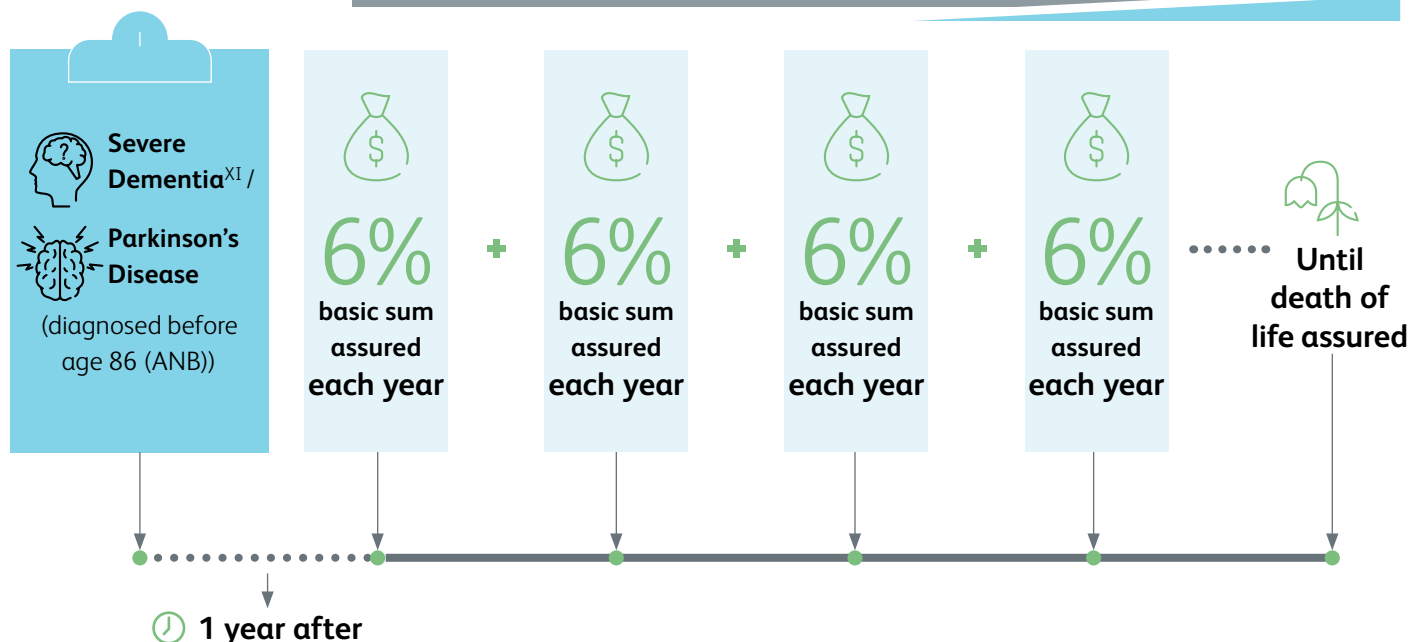 Severe
DementiaXI /
Parkinson's
Disease
(diagnosed before
age 86 (ANB))
$
6%
basic sum
assured
each year
+
$
6%
basic sum
assured
each year
+
$
6%
basic sum
assured
each year
+
$
6%
basic sum
assured
each year
Until
death of
life assured
1 year after